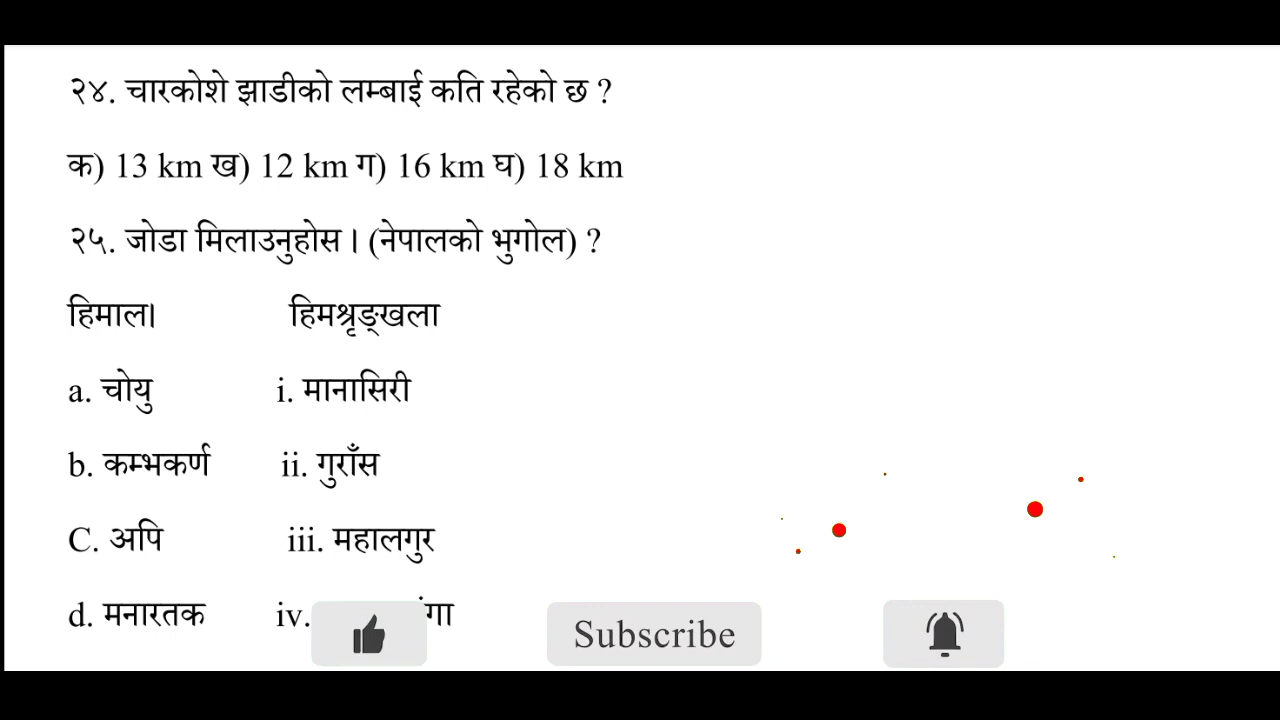 २४. चारकोशे झाडीको लम्बाई कति रहेको छ ?
क) 13 km ख) 12 km ग) 16 km घ) 18 km
२५. जोडा मिलाउनुहोस । (नेपालको भुगोल) ?
हिमाल। हिमश्रृङ्खला
a. चोयु i. मानासिरी
b. कम्भकर्ण ii. गुराँस
C. अपि iii. महालगुर
d. मनारतक iv.
Subscribe